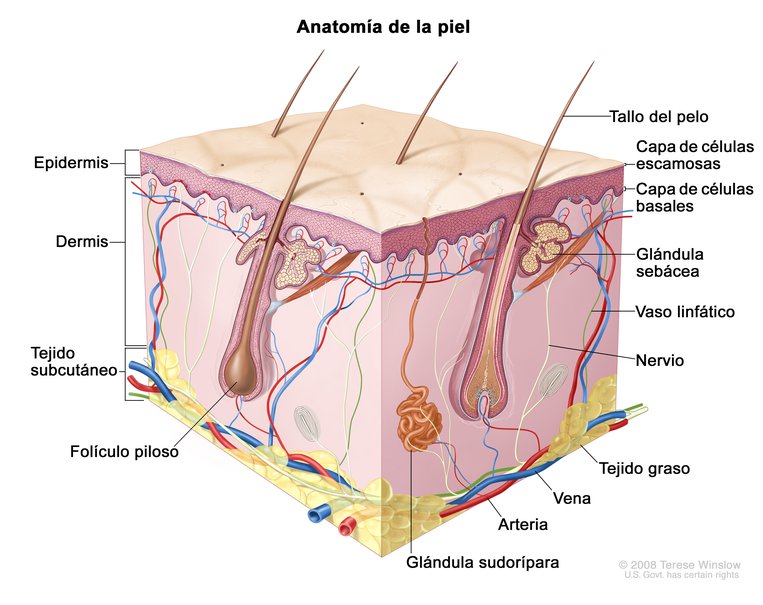 Anatomía de la piel
Tallo del pelo
Capa de células
escamosas
Epidermis
Capa de células
basales
Dermis
Glándula
sebácea
Vaso linfático
Tejido
subcutáneo
Nervio
Folículo piloso
Tejido graso
Vena
Arteria
Glándula sudorípara
© 2008 Terese Winslow
U.S. Govt. has certain rights